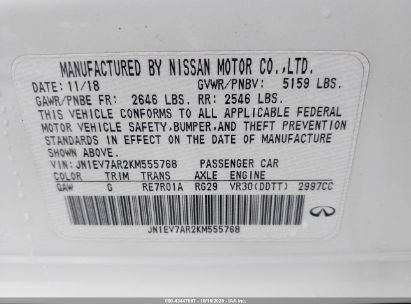 MANUFACTURED BY NISSAN MOTOR CO.,LTD.
DATE: 11/18 GVWR/PNBV: 5159 LBS.
GAWR/PNBE FR: 2646 LBS. RR: 2546 LBS.
THIS VEHICLE CONFORMS TO ALL APPLICABLE FEDERAL
MOTOR VEHICLE SAFETY,BUMPER,AND THEFT PREVENTION
STANDARDS IN EFFECT ON THE DATE OF MANUFACTURE
SHOWN ABOVE.
VIN: JN1EV7AR2KM555768 PASSENGER CAR
COLOR TRIM TRANS AXLE ENGINE
QAW G RE7R01A RG29 VR30(DDTT) 2997CC
JN1EV7AR2KM555768
INFINITI